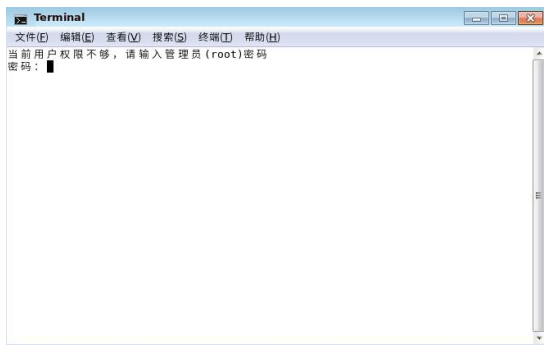 Terminal
文件(F) 编辑(E) 查看(V) 搜索(S) 终端(T) 帮助(H)
当前用户权限不够，请输入管理员(root)密码
密码：